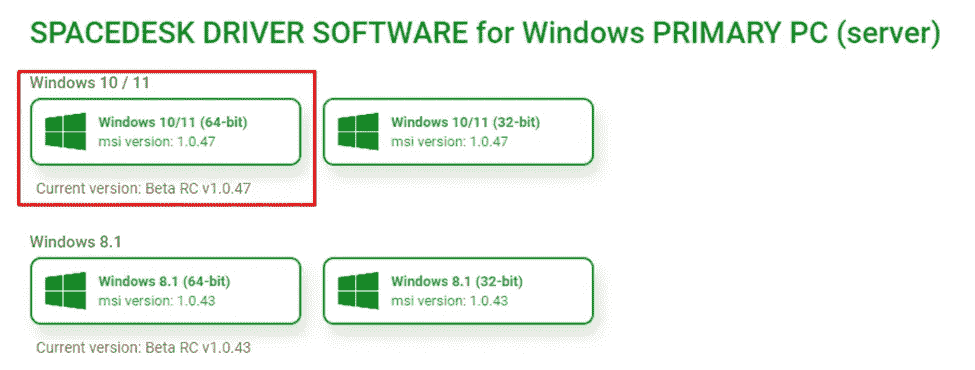 SPACEDESK DRIVER SOFTWARE for Windows PRIMARY PC (server)
Windows 10 / 11
Windows 10/11 (64-bit)
msi version: 1.0.47
Windows 10/11 (32-bit)
msi version: 1.0.47
Current version: Beta RC v1.0.47
Windows 8.1
Windows 8.1 (64-bit)
msi version: 1.0.43
Windows 8.1 (32-bit)
msi version: 1.0.43
Current version: Beta RC v1.0.43